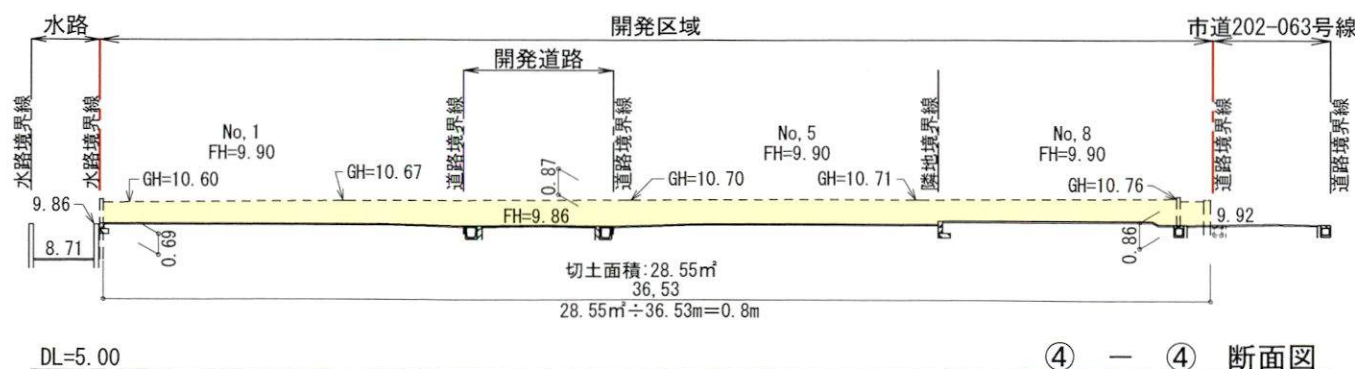 水路
開発区域
市道202-063号線
開発道路
水路境界線
水路境界線
道路境界線
道路境界線
隣地境界線
道路境界線
道路境界線
No,1
FH=9.90
No,5
FH=9.90
No,8
FH=9.90
GH=10.60
GH=10.67
0.87
GH=10.70
GH=10.71
GH=10.76
9.86
8.71
0.69
FH=9.86
0.86
9.92
切土面積:28.55㎡
36,53
28.55㎡÷36.53m=0.8m
DL=5.00
④ － ④ 断面図